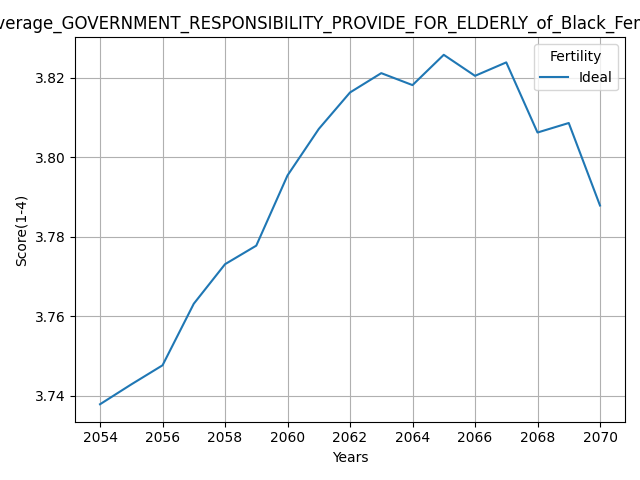 verage_GOVERNMENT_RESPONSIBILITY_PROVIDE_FOR_ELDERLY_of_Black_Fer
Fertility
Ideal
3.82
3.80
3.78
3.76
3.74
Score(1-4)
2054 2056 2058 2060 2062 2064 2066 2068 2070
Years